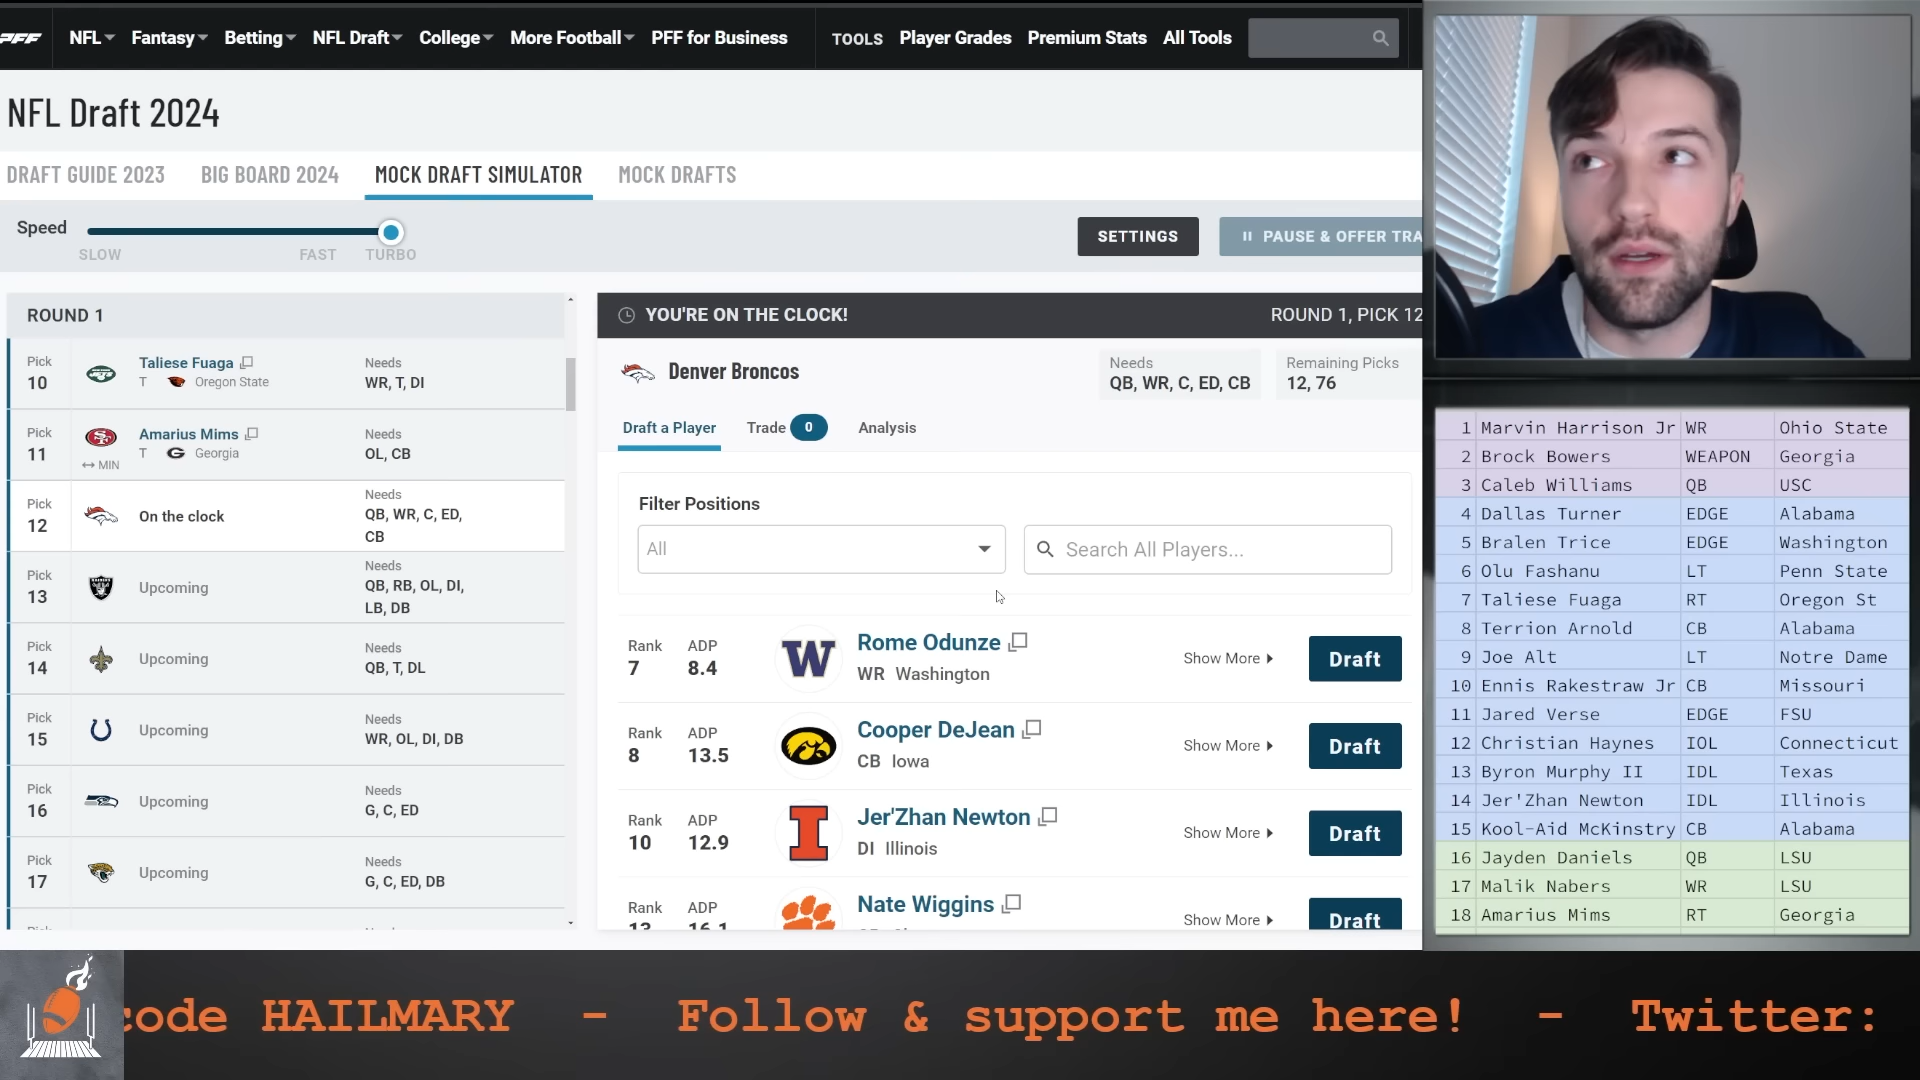 PFF
NFL
Fantasy
Betting
NFL Draft
College
More Football
PFF for Business
TOOLS
Player Grades
Premium Stats
All Tools
NFL Draft 2024
DRAFT GUIDE 2023
BIG BOARD 2024
MOCK DRAFT SIMULATOR
MOCK DRAFTS
Speed
SLOW
FAST
TURBO
SETTINGS
PAUSE & OFFER TRA
ROUND 1
Pick
10
Taliese Fuaga
T Oregon State
Needs
WR, T, DI
Pick
11
↔ MIN
Amarius Mims
T Georgia
Needs
OL, CB
Pick
12
On the clock
Needs
QB, WR, C, ED,
CB
Pick
13
Upcoming
Needs
QB, RB, OL, DI,
LB, DB
Pick
14
Upcoming
Needs
QB, T, DL
Pick
15
Upcoming
Needs
WR, OL, DI, DB
Pick
16
Upcoming
Needs
G, C, ED
Pick
17
Upcoming
Needs
G, C, ED, DB
YOU'RE ON THE CLOCK!
ROUND 1, PICK 12
Denver Broncos
Needs
QB, WR, C, ED, CB
Remaining Picks
12, 76
Draft a Player
Trade 0
Analysis
Filter Positions
All
Search All Players...
Rank
7
ADP
8.4
Rome Odunze
WR Washington
Show More
Draft
Rank
8
ADP
13.5
Cooper DeJean
CB Iowa
Show More
Draft
Rank
10
ADP
12.9
Jer'Zhan Newton
DI Illinois
Show More
Draft
Rank
13
ADP
16.1
Nate Wiggins
Show More
Draft
1 Marvin Harrison Jr WR Ohio State
2 Brock Bowers WEAPON Georgia
3 Caleb Williams QB USC
4 Dallas Turner EDGE Alabama
5 Bralen Trice EDGE Washington
6 Olu Fashanu LT Penn State
7 Taliese Fuaga RT Oregon St
8 Terrion Arnold CB Alabama
9 Joe Alt LT Notre Dame
10 Ennis Rakestraw Jr CB Missouri
11 Jared Verse EDGE FSU
12 Christian Haynes IOL Connecticut
13 Byron Murphy II IDL Texas
14 Jer'Zhan Newton IDL Illinois
15 Kool-Aid McKinstry CB Alabama
16 Jayden Daniels QB LSU
17 Malik Nabers WR LSU
18 Amarius Mims RT Georgia
code HAILMARY - Follow & support me here! - Twitter: